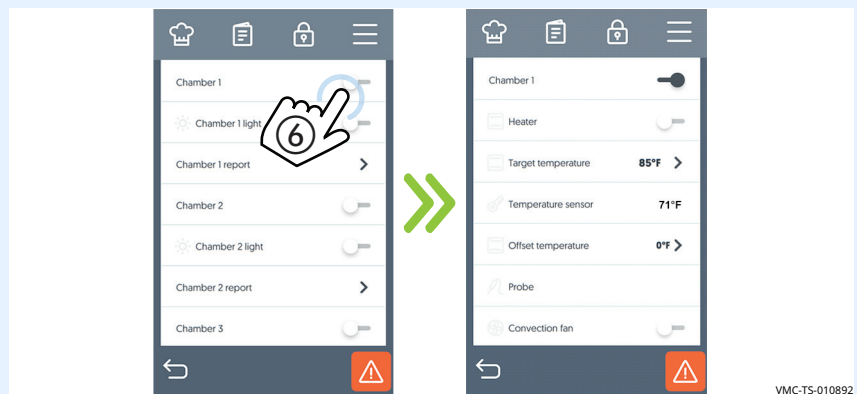 Chamber 1
Chamber 1 light
6
Chamber 1 report
Chamber 2
Chamber 2 light
Chamber 2 report
Chamber 3
Chamber 1
Heater
Target temperature 85°F
Temperature sensor 71°F
Offset temperature 0°F
Probe
Convection fan
VMC-TS-010892